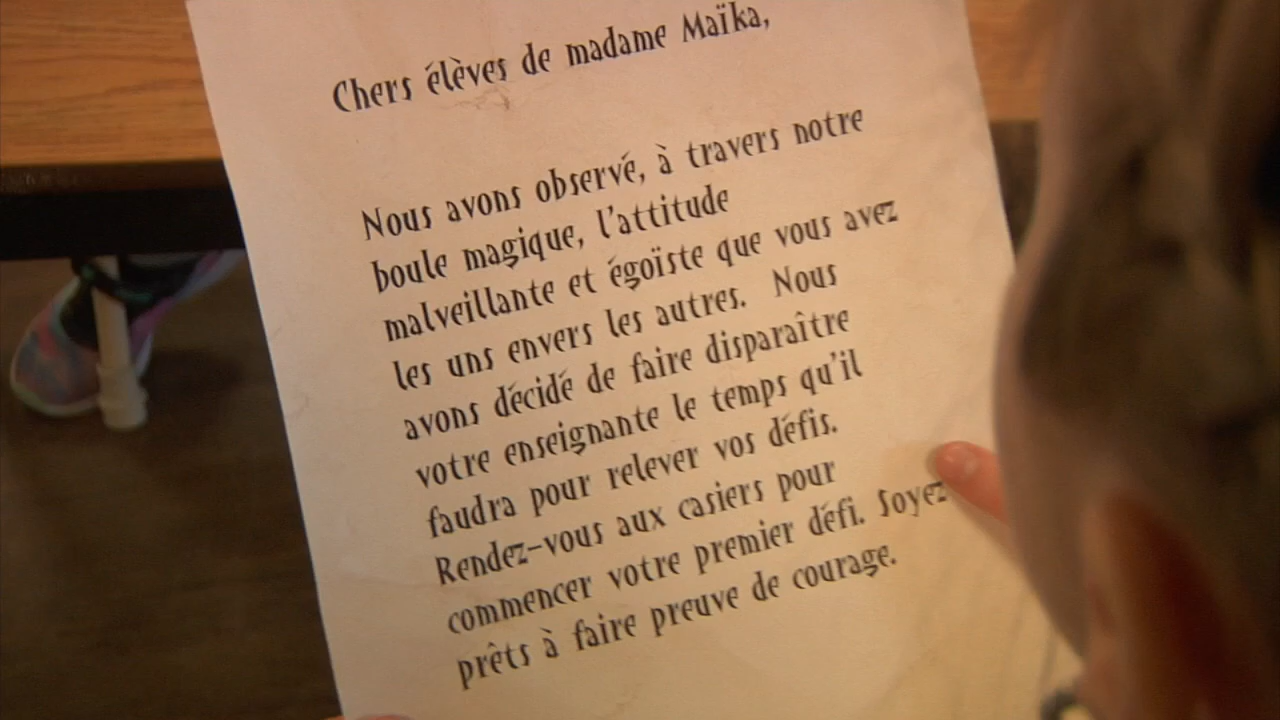 Chers élèves de madame Maïka,
Nous avons observé, à travers notre
boule magique, l'attitude
malveillante et égoïste que vous avez
les uns envers les autres. Nous
avons décidé de faire disparaître
votre enseignante le temps qu'il
faudra pour relever vos défis.
Rendez-vous aux casiers pour
commencer votre premier défi. Soyez
prêts à faire preuve de courage.